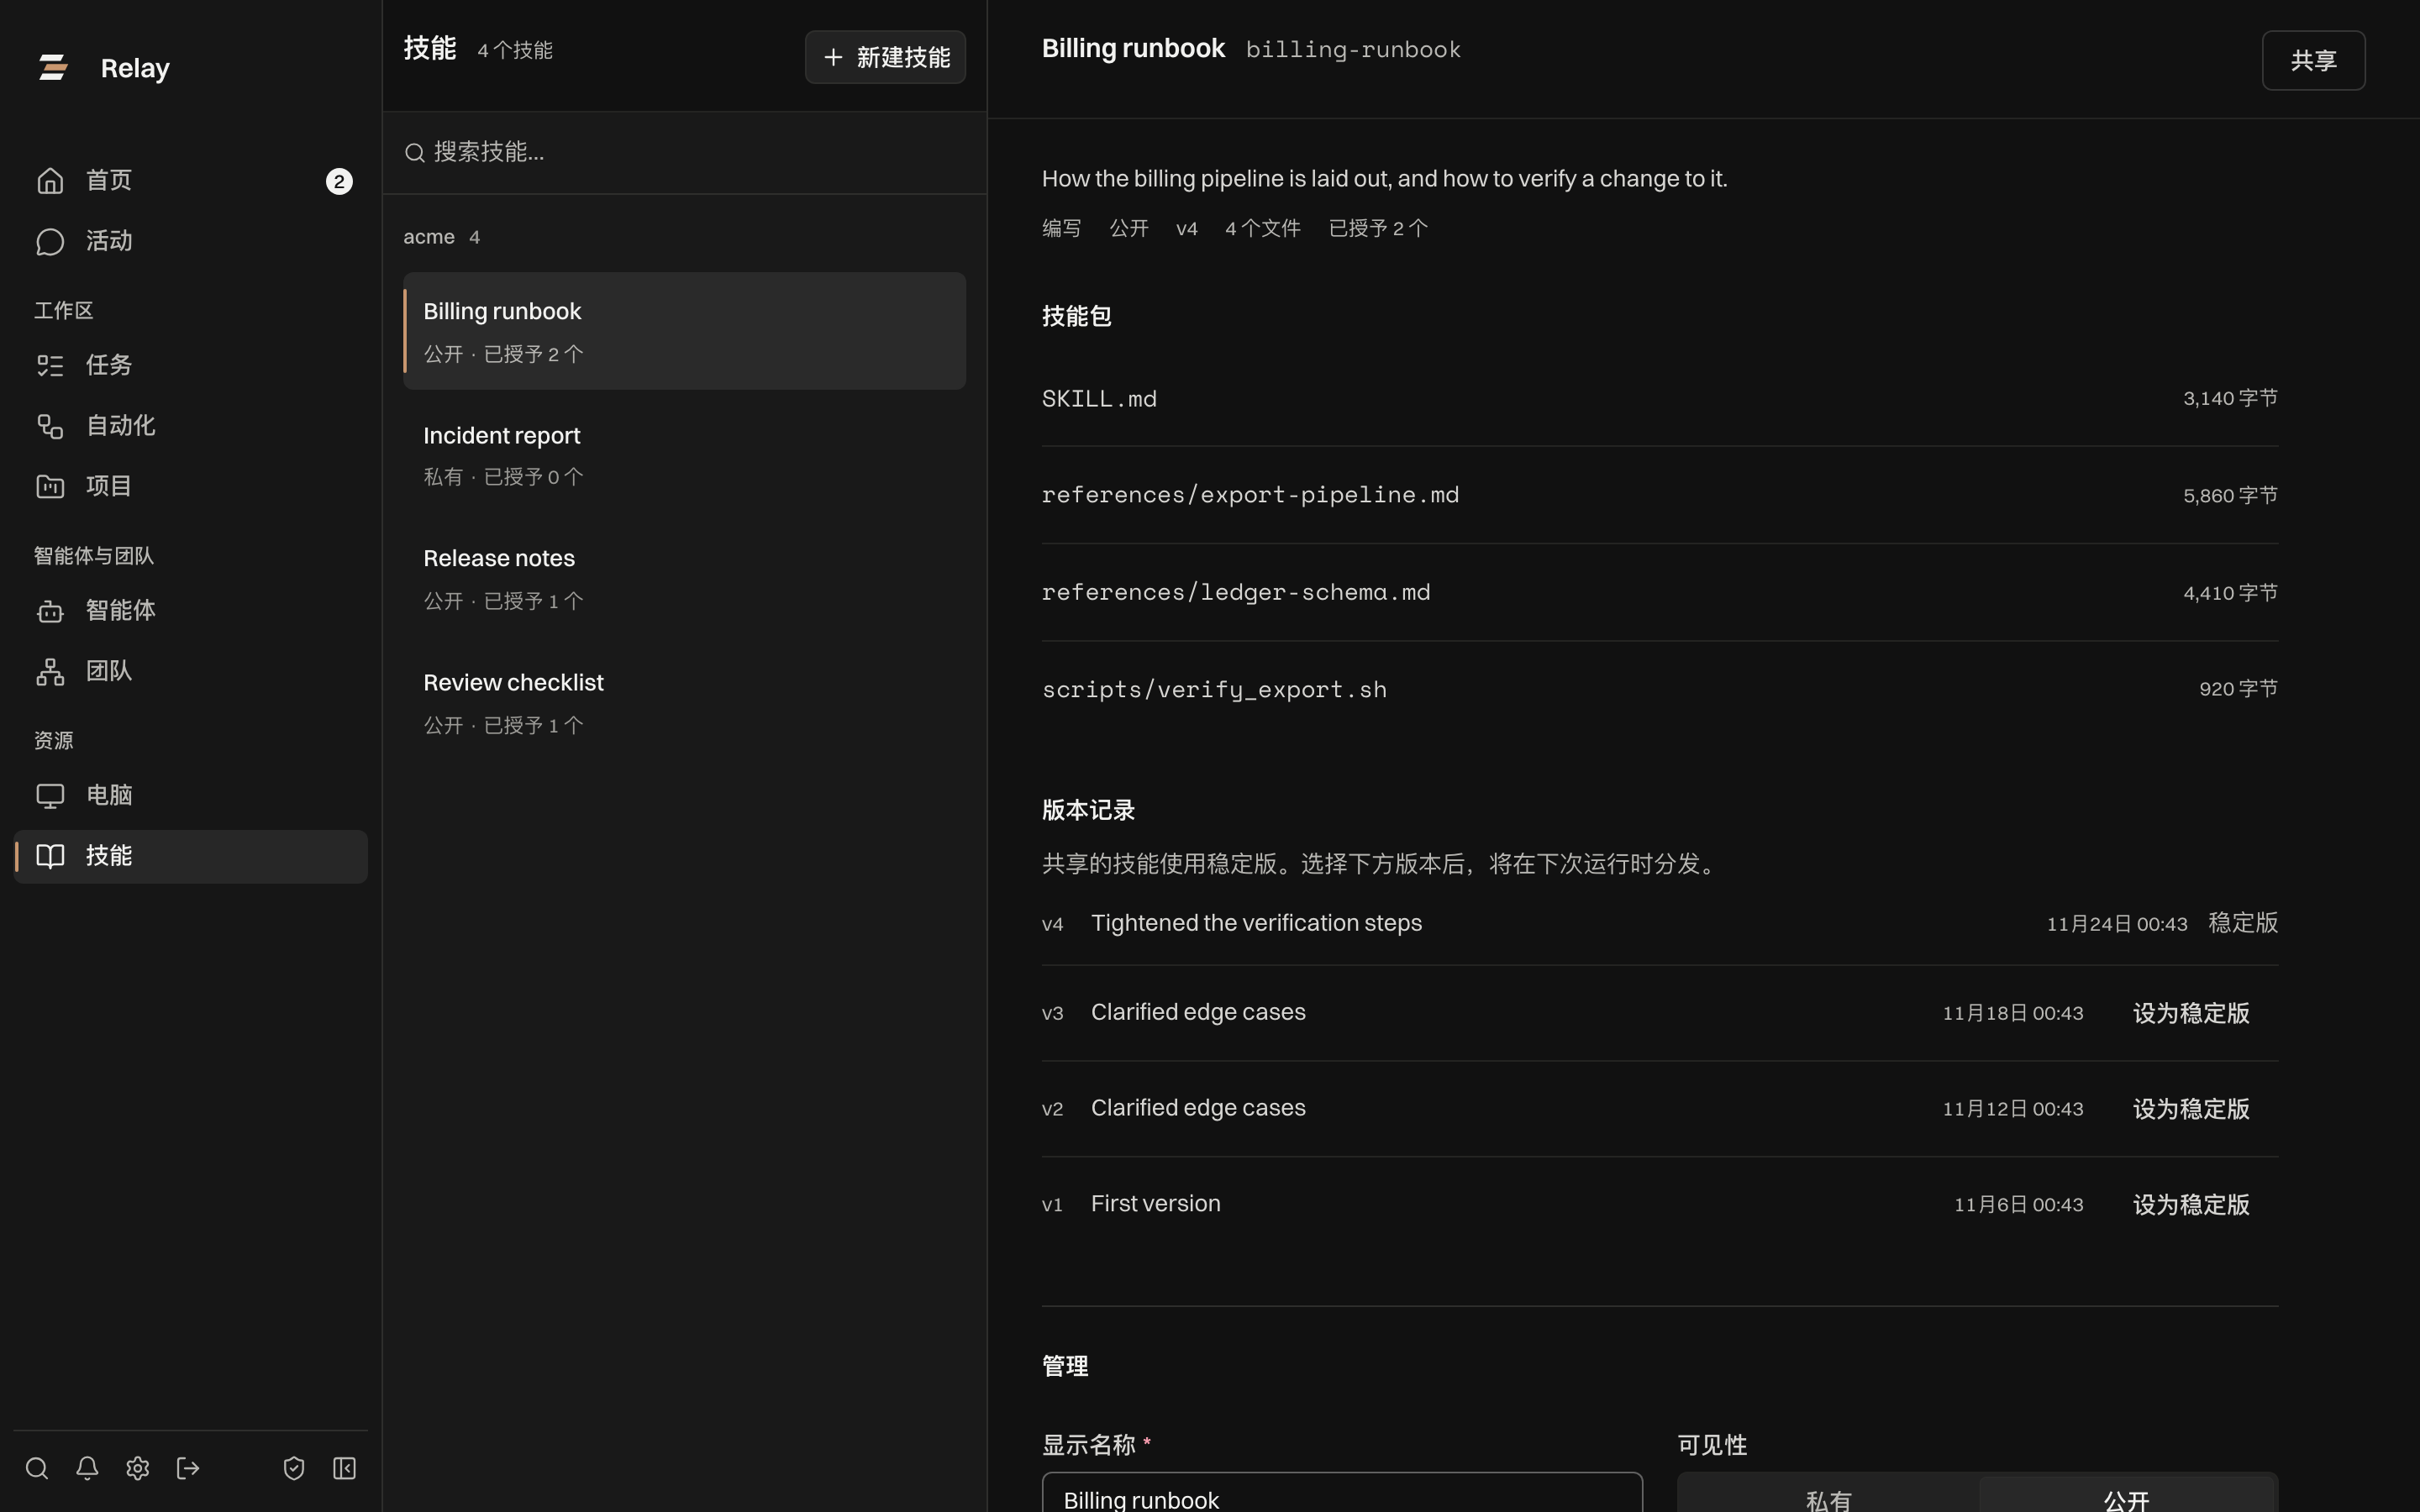 Relay
首页 2
活动
工作区
任务
自动化
项目
智能体与团队
智能体
团队
资源
电脑
技能
技能 4 个技能
新建技能
搜索技能...
acme 4
Billing runbook
公开 · 已授予 2 个
Incident report
私有 · 已授予 0 个
Release notes
公开 · 已授予 1 个
Review checklist
公开 · 已授予 1 个
Billing runbook billing-runbook
共享
How the billing pipeline is laid out, and how to verify a change to it.
编写 公开 v4 4 个文件 已授予 2 个
技能包
SKILL.md 3,140 字节
references/export-pipeline.md 5,860 字节
references/ledger-schema.md 4,410 字节
scripts/verify_export.sh 920 字节
版本记录
共享的技能使用稳定版。选择下方版本后，将在下次运行时分发。
v4 Tightened the verification steps 11月24日 00:43 稳定版
v3 Clarified edge cases 11月18日 00:43 设为稳定版
v2 Clarified edge cases 11月12日 00:43 设为稳定版
v1 First version 11月6日 00:43 设为稳定版
管理
显示名称 * 可见性
Billing runbook 私有 公开